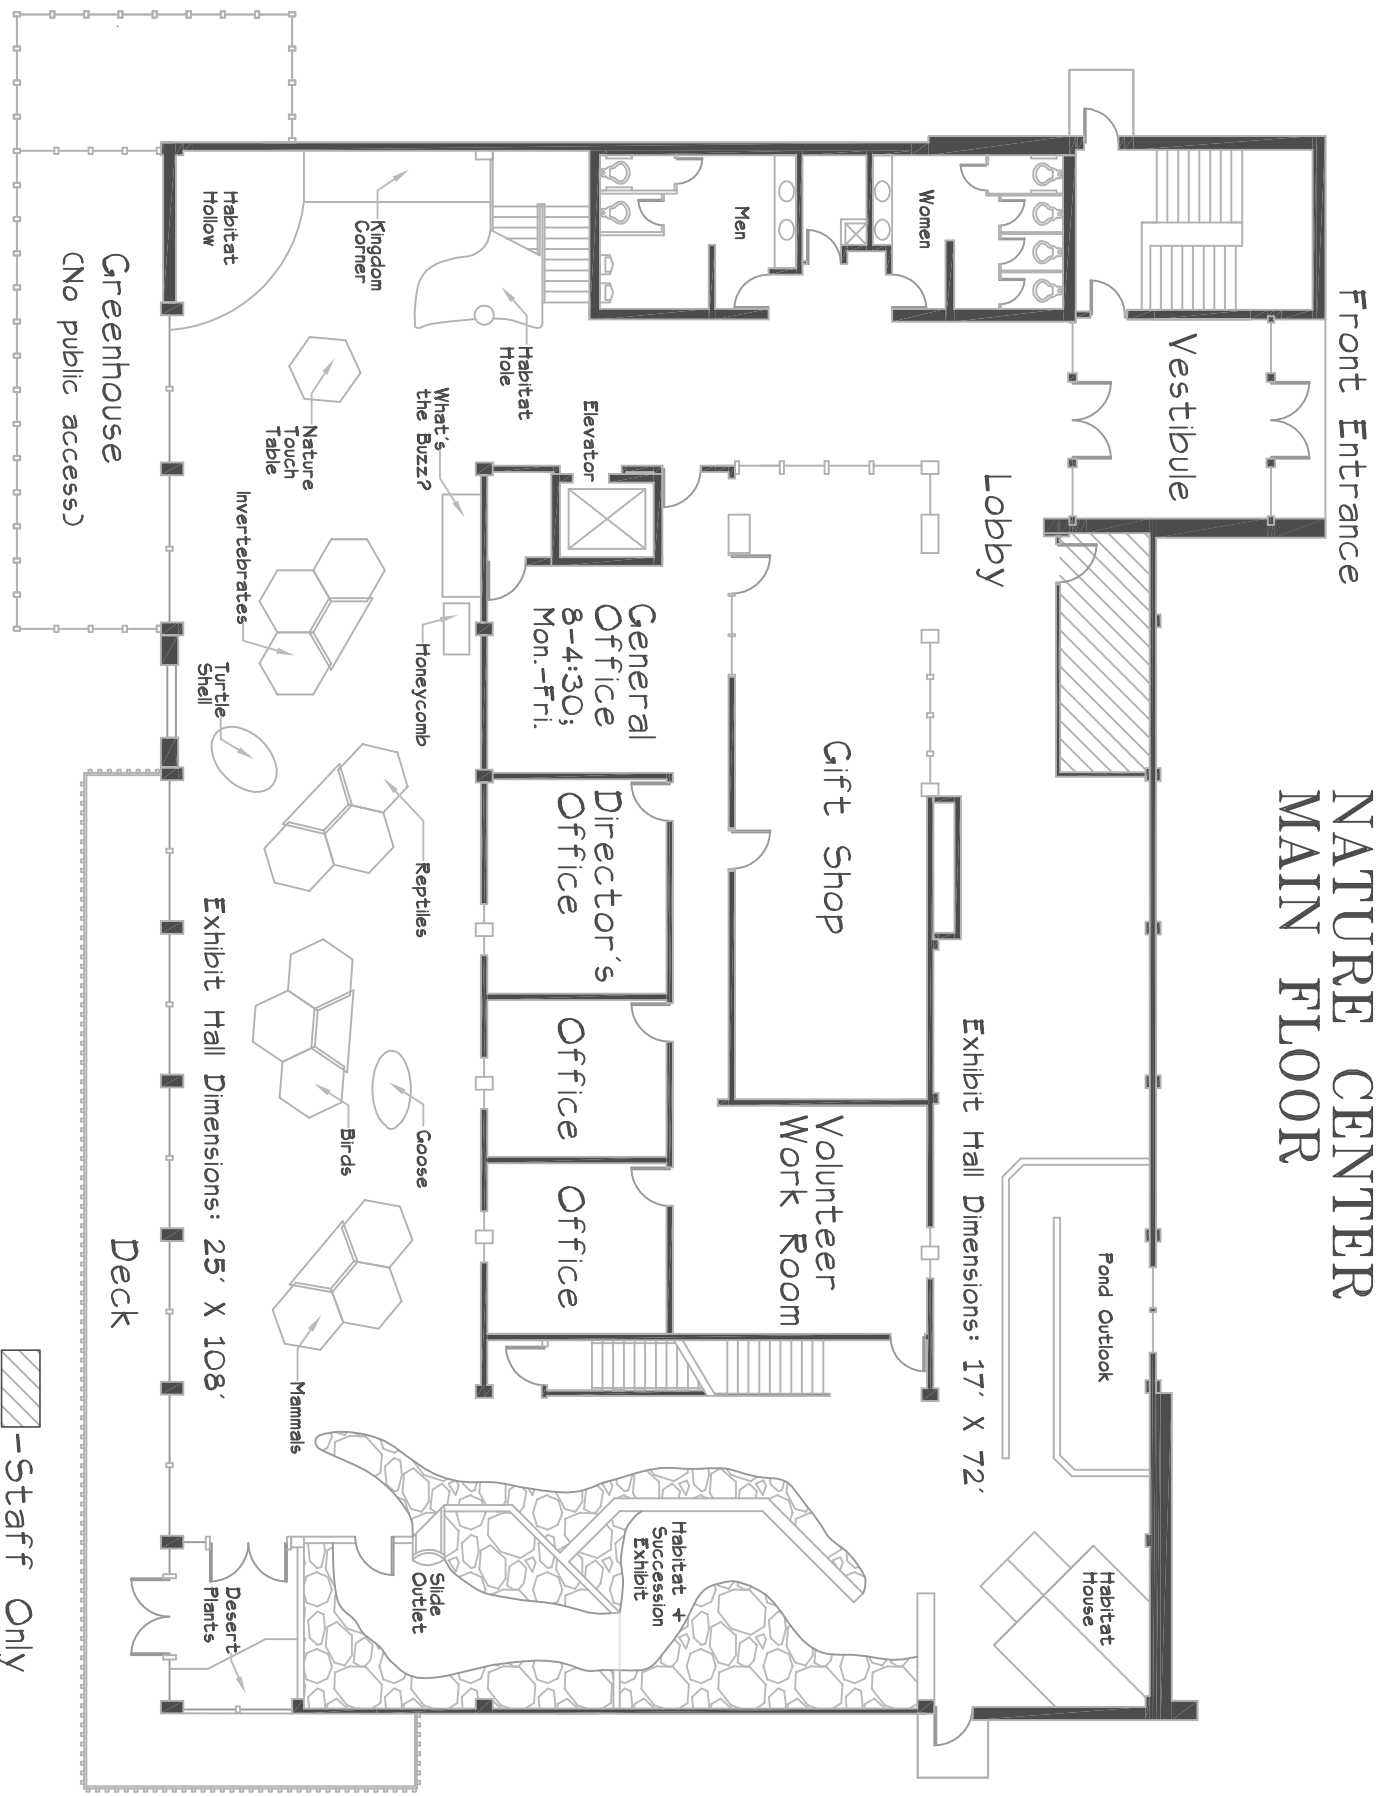 NATURE CENTER
MAIN FLOOR
Front Entrance
Vestibule
Lobby
Women
Men
Elevator
Gift Shop
Exhibit Hall Dimensions: 17' X 72'
Pond Outlook
Habitat
House
Volunteer
Work Room
General
Office
8-4:30;
Mon.-Fri.
Director's
Office
Office
Office
Habitat +
Succession
Exhibit
Slide
Outlet
Habitat
Hole
Kingdom
Corner
Habitat
Hollow
What's
the Buzz?
Honeycomb
Nature
Touch
Table
Invertebrates
Turtle
Shell
Reptiles
Goose
Birds
Mammals
Exhibit Hall Dimensions: 25' X 108'
Desert
Plants
Greenhouse
(No public access)
Deck
-Staff Only